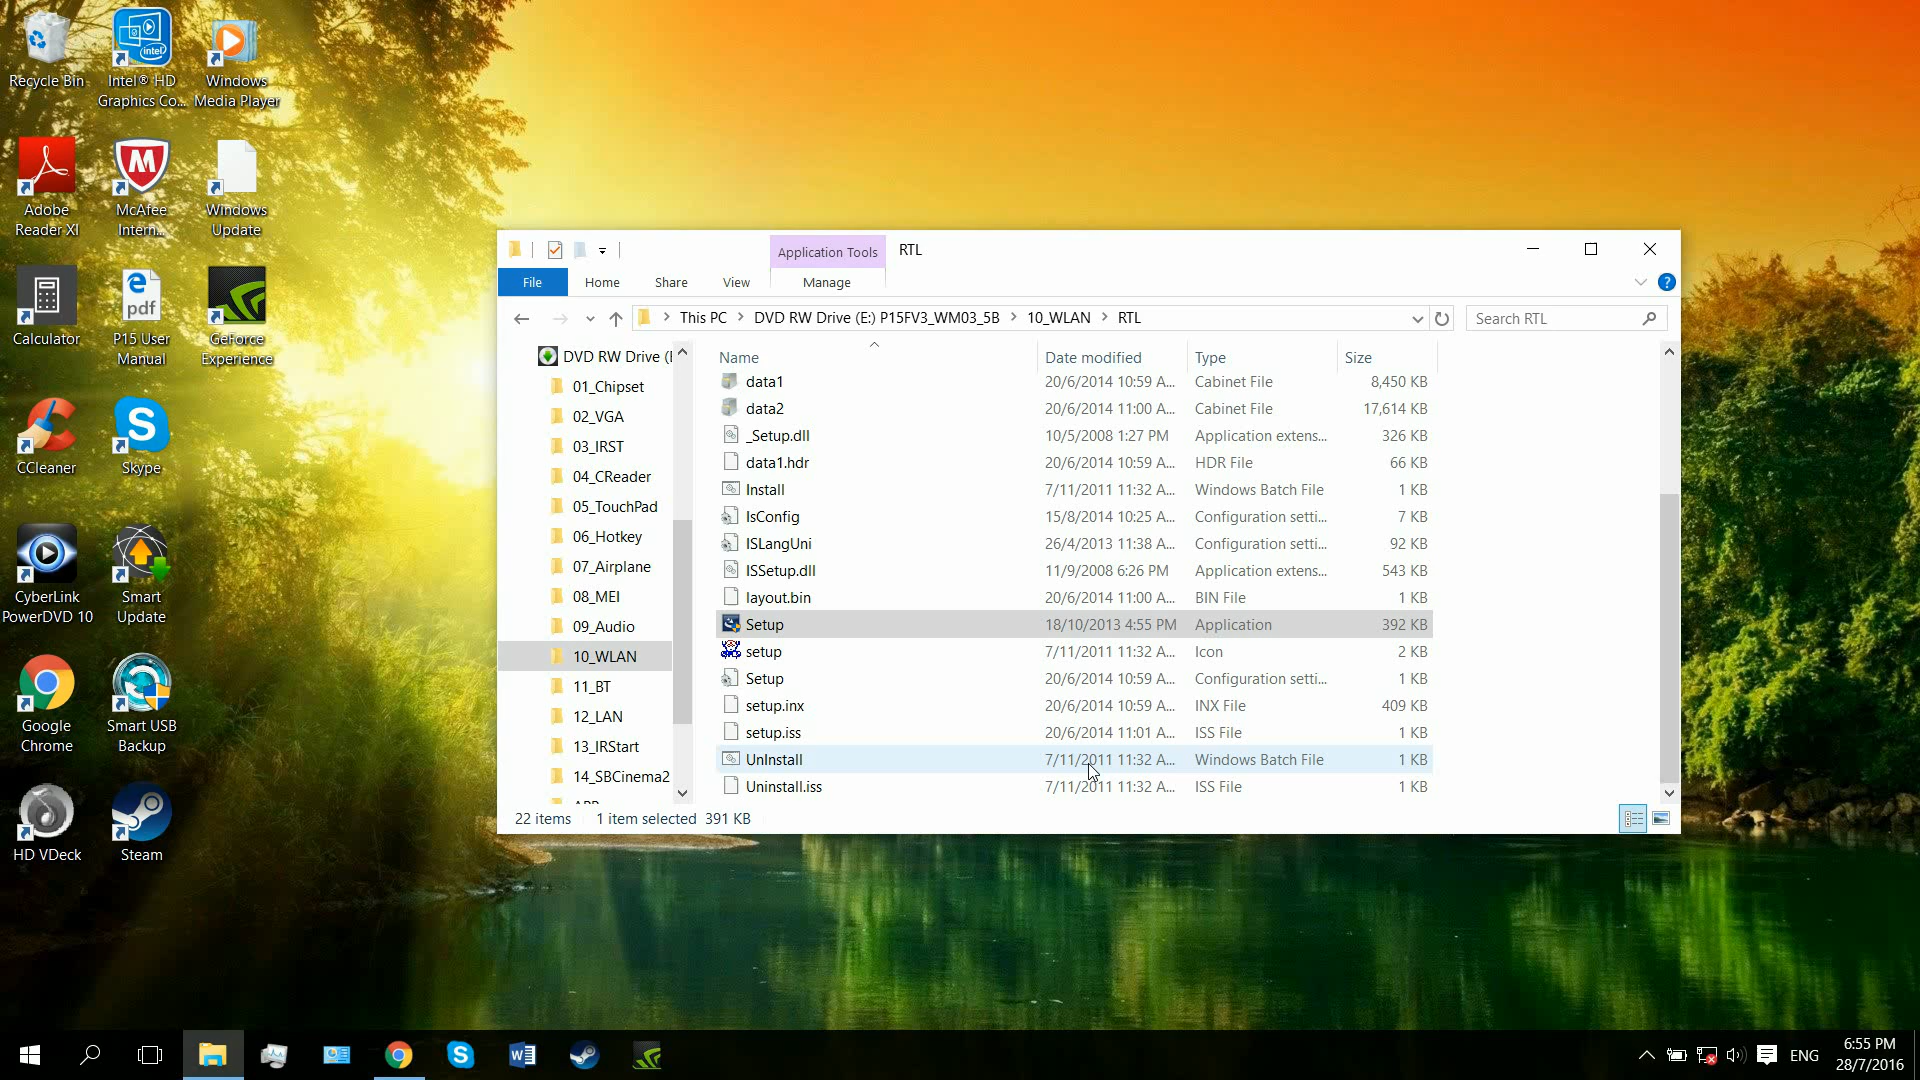 Recycle Bin
Intel® HD
Graphics Co...
Windows
Media Player
Adobe
Reader XI
McAfee
Intern...
Windows
Update
Calculator
P15 User
Manual
GeForce
Experience
CCleaner
Skype
CyberLink
PowerDVD 10
Smart
Update
Google
Chrome
Smart USB
Backup
HD VDeck
Steam
Application Tools
RTL
File
Home
Share
View
Manage
This PC
DVD RW Drive (E:) P15FV3_WM03_5B
10_WLAN
RTL
Search RTL
DVD RW Drive (
01_Chipset
02_VGA
03_IRST
04_CReader
05_TouchPad
06_Hotkey
07_Airplane
08_MEI
09_Audio
10_WLAN
11_BT
12_LAN
13_IRStart
14_SBCinema2
Name Date modified Type Size
data1 20/6/2014 10:59 A... Cabinet File 8,450 KB
data2 20/6/2014 11:00 A... Cabinet File 17,614 KB
_Setup.dll 10/5/2008 1:27 PM Application extens... 326 KB
data1.hdr 20/6/2014 10:59 A... HDR File 66 KB
Install 7/11/2011 11:32 A... Windows Batch File 1 KB
IsConfig 15/8/2014 10:25 A... Configuration setti... 7 KB
ISLangUni 26/4/2013 11:38 A... Configuration setti... 92 KB
ISSetup.dll 11/9/2008 6:26 PM Application extens... 543 KB
layout.bin 20/6/2014 11:00 A... BIN File 1 KB
Setup 18/10/2013 4:55 PM Application 392 KB
setup 7/11/2011 11:32 A... Icon 2 KB
Setup 20/6/2014 10:59 A... Configuration setti... 1 KB
setup.inx 20/6/2014 10:59 A... INX File 409 KB
setup.iss 20/6/2014 11:01 A... ISS File 1 KB
UnInstall 7/11/2011 11:32 A... Windows Batch File 1 KB
Uninstall.iss 7/11/2011 11:32 A... ISS File 1 KB
22 items 1 item selected 391 KB
ENG
6:55 PM
28/7/2016
intel
pdf